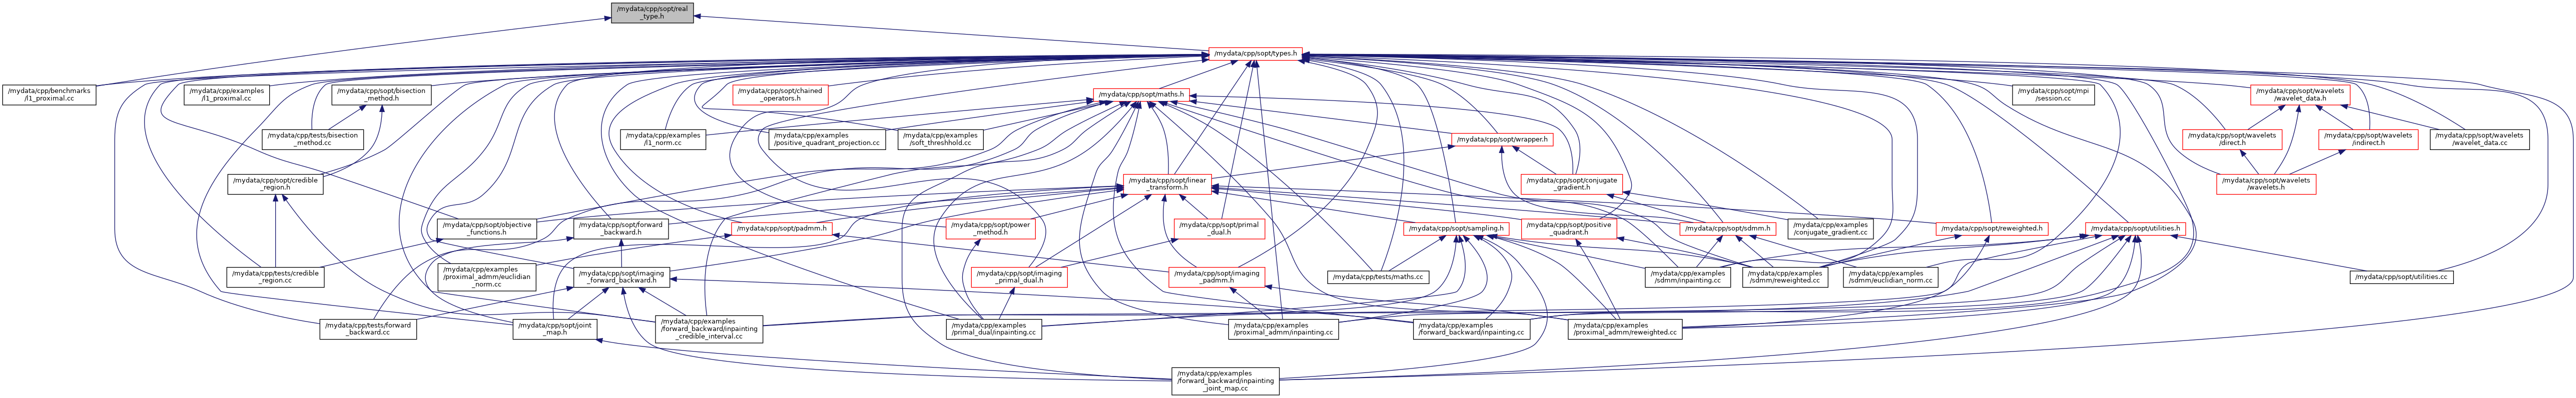 /mydata/cpp/sopt/real
_type.h
/mydata/cpp/sopt/types.h
/mydata/cpp/benchmarks
/l1_proximal.cc
/mydata/cpp/examples
/l1_proximal.cc
/mydata/cpp/sopt/bisection
_method.h
/mydata/cpp/sopt/chained
_operators.h
/mydata/cpp/sopt/maths.h
/mydata/cpp/sopt/mpi
/session.cc
/mydata/cpp/sopt/wavelets
/wavelet_data.h
/mydata/cpp/tests/bisection
_method.cc
/mydata/cpp/examples
/l1_norm.cc
/mydata/cpp/examples
/positive_quadrant_projection.cc
/mydata/cpp/examples
/soft_threshhold.cc
/mydata/cpp/sopt/wrapper.h
/mydata/cpp/sopt/wavelets
/direct.h
/mydata/cpp/sopt/wavelets
/indirect.h
/mydata/cpp/sopt/wavelets
/wavelet_data.cc
/mydata/cpp/sopt/credible
_region.h
/mydata/cpp/sopt/linear
_transform.h
/mydata/cpp/sopt/conjugate
_gradient.h
/mydata/cpp/sopt/wavelets
/wavelets.h
/mydata/cpp/sopt/objective
_functions.h
/mydata/cpp/sopt/forward
_backward.h
/mydata/cpp/sopt/padmm.h
/mydata/cpp/sopt/power
_method.h
/mydata/cpp/sopt/primal
_dual.h
/mydata/cpp/sopt/sampling.h
/mydata/cpp/sopt/positive
_quadrant.h
/mydata/cpp/sopt/sdmm.h
/mydata/cpp/examples
/conjugate_gradient.cc
/mydata/cpp/sopt/reweighted.h
/mydata/cpp/sopt/utilities.h
/mydata/cpp/tests/credible
_region.cc
/mydata/cpp/examples
/proximal_admm/euclidian
_norm.cc
/mydata/cpp/sopt/imaging
_forward_backward.h
/mydata/cpp/sopt/imaging
_primal_dual.h
/mydata/cpp/sopt/imaging
_padmm.h
/mydata/cpp/tests/maths.cc
/mydata/cpp/examples
/sdmm/inpainting.cc
/mydata/cpp/examples
/sdmm/reweighted.cc
/mydata/cpp/examples
/sdmm/euclidian_norm.cc
/mydata/cpp/sopt/utilities.cc
/mydata/cpp/tests/forward
_backward.cc
/mydata/cpp/sopt/joint
_map.h
/mydata/cpp/examples
/forward_backward/inpainting
_credible_interval.cc
/mydata/cpp/examples
/primal_dual/inpainting.cc
/mydata/cpp/examples
/proximal_admm/inpainting.cc
/mydata/cpp/examples
/forward_backward/inpainting.cc
/mydata/cpp/examples
/proximal_admm/reweighted.cc
/mydata/cpp/examples
/forward_backward/inpainting
_joint_map.cc